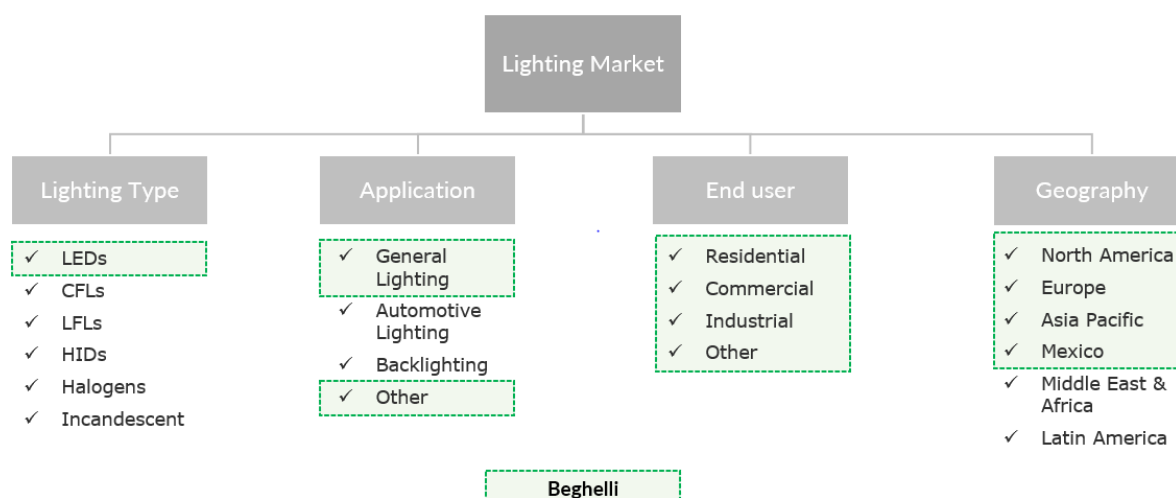 Lighting Market
Lighting Type
✓ LEDs
✓ CFLs
✓ LFLs
✓ HIDs
✓ Halogens
✓ Incandescent
Application
✓ General
Lighting
✓ Automotive
Lighting
✓ Backlighting
✓ Other
End user
✓ Residential
✓ Commercial
✓ Industrial
✓ Other
Geography
✓ North America
✓ Europe
✓ Asia Pacific
✓ Mexico
✓ Middle East &
Africa
✓ Latin America
Beghelli